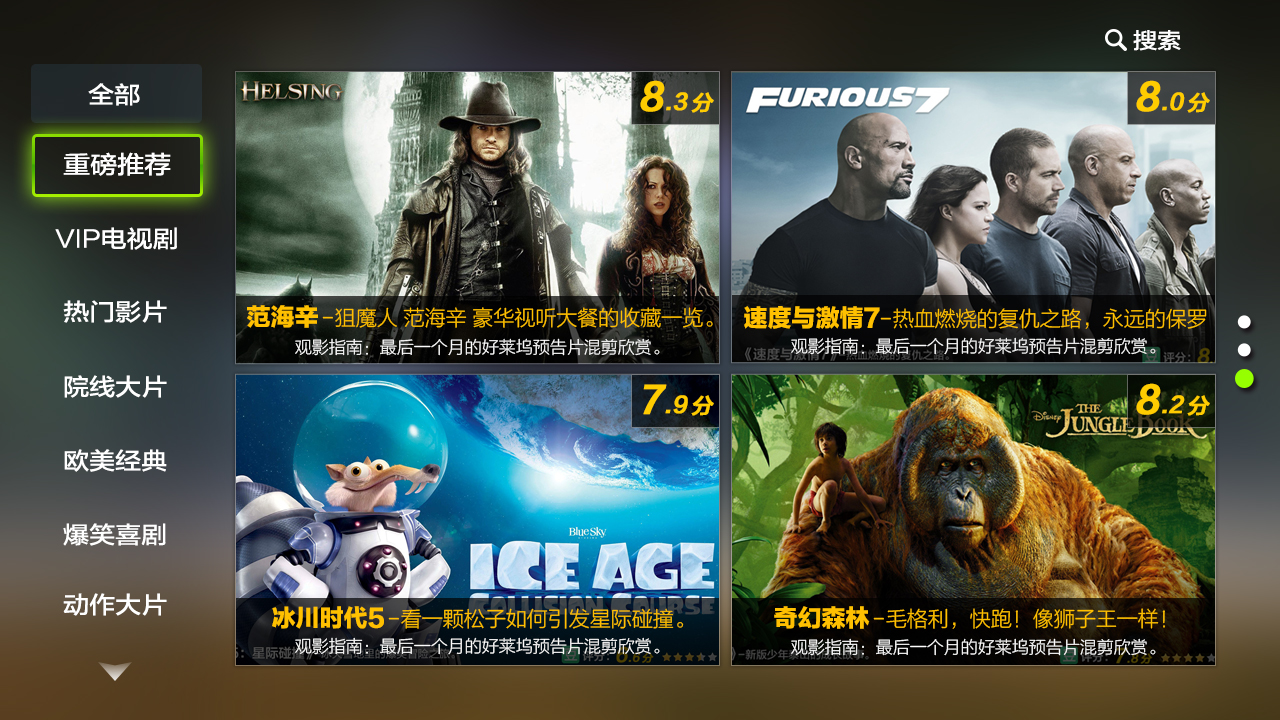 搜索
全部
重磅推荐
VIP电视剧
热门影片
院线大片
欧美经典
爆笑喜剧
动作大片
HELSING
8.3分
范海辛-狙魔人 范海辛 豪华视听大餐的收藏一览。
观影指南：最后一个月的好莱坞预告片混剪欣赏。
FURIOUS 7
8.0分
速度与激情7-热血燃烧的复仇之路，永远的保罗
观影指南：最后一个月的好莱坞预告片混剪欣赏。
评分：8.
7.9分
BlueSky
STUDIOS
ICE AGE
COLLISION COURSE
冰川时代5-看一颗松子如何引发星际碰撞。
观影指南：最后一个月的好莱坞预告片混剪欣赏。
8.2分
Disney
THE
JUNGLE BOOK
奇幻森林-毛格利，快跑！像狮子王一样！
观影指南：最后一个月的好莱坞预告片混剪欣赏。